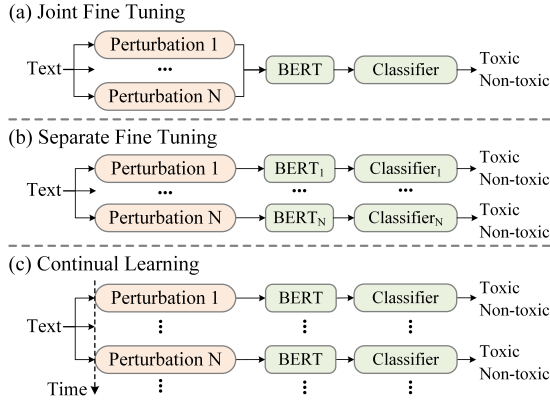 (a) Joint Fine Tuning
Perturbation 1
Text
...
BERT
Classifier
Toxic
Non-toxic
Perturbation N
(b) Separate Fine Tuning
Perturbation 1
BERT1
Classifier1
Toxic
Non-toxic
Text
...
...
...
Perturbation N
BERTN
ClassifierN
Toxic
Non-toxic
(c) Continual Learning
Perturbation 1
BERT
Classifier
Toxic
Non-toxic
Text
Perturbation N
BERT
Classifier
Toxic
Non-toxic
Time